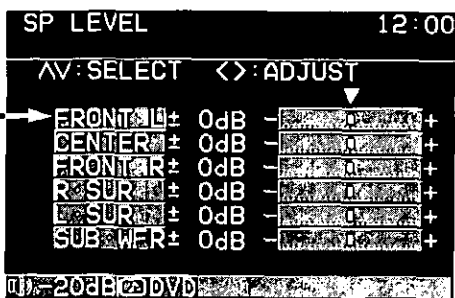 SP LEVEL 12:00
∧∨:SELECT <>:ADJUST
FRONT L ± 0dB - +
CENTER ± 0dB - +
FRONT R ± 0dB - +
R SUR ± 0dB - +
L SUR ± 0dB - +
SUB WFR ± 0dB - +
-20dB DVD